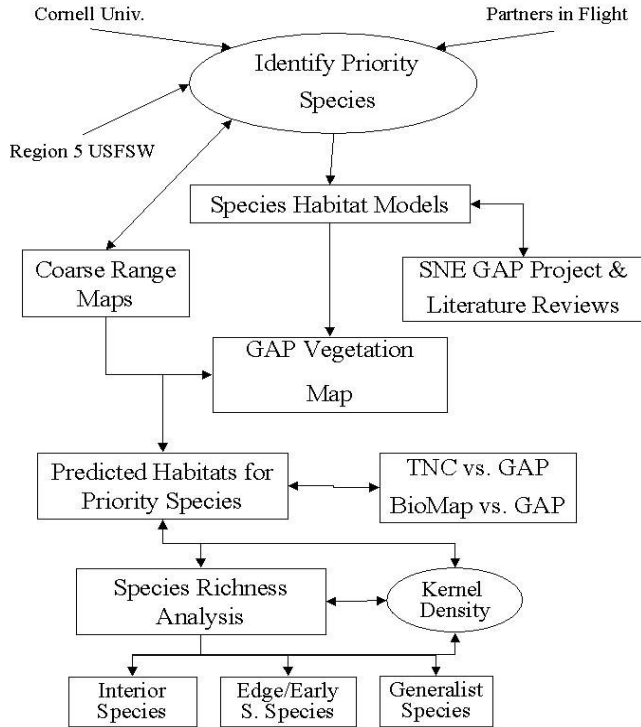 Cornell Univ.
Partners in Flight
Identify Priority
Species
Region 5 USFSW
Species Habitat Models
Coarse Range
Maps
SNE GAP Project &
Literature Reviews
GAP Vegetation
Map
Predicted Habitats for
Priority Species
TNC vs. GAP
BioMap vs. GAP
Species Richness
Analysis
Kernel
Density
Interior
Species
Edge/Early
S. Species
Generalist
Species